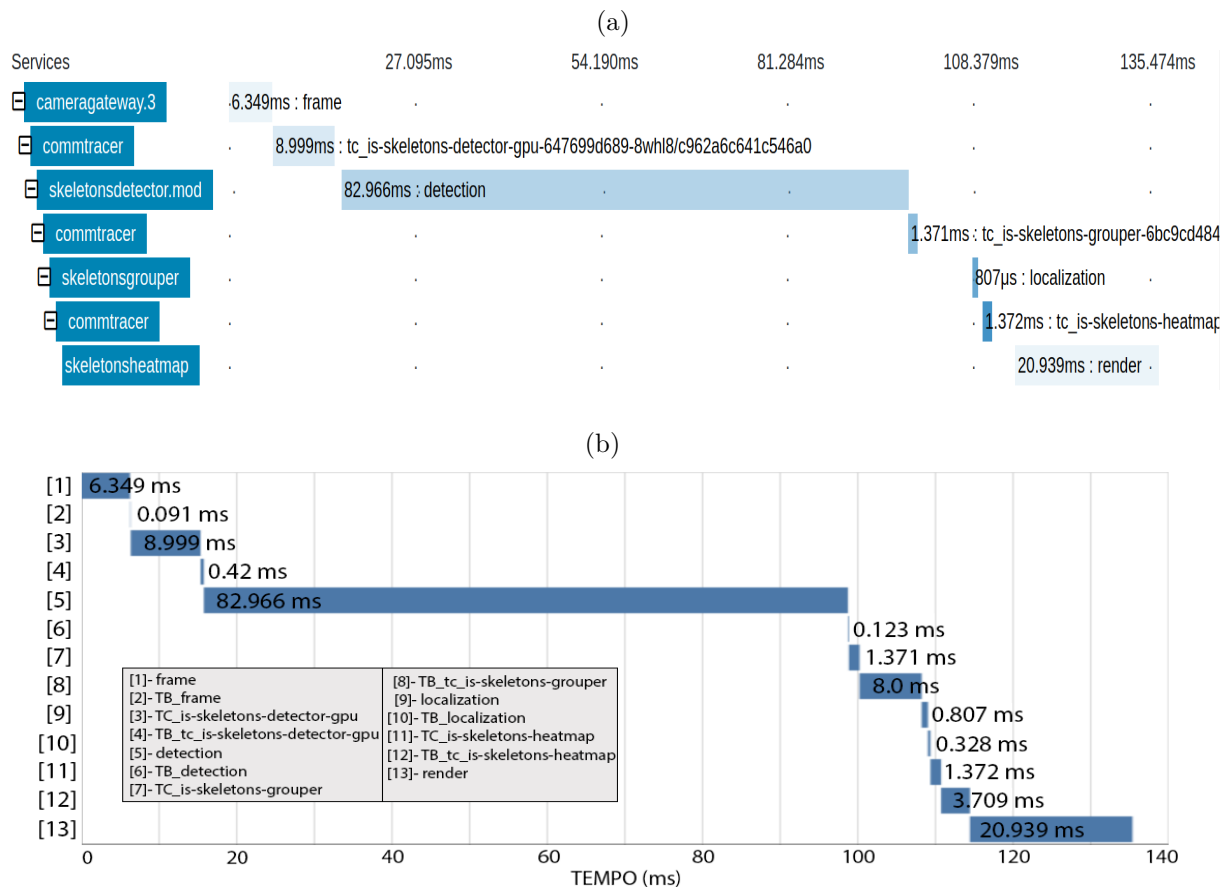 (a)
Services 27.095ms 54.190ms 81.284ms 108.379ms 135.474ms
cameragateway.3 6.349ms : frame
commtracer 8.999ms : tc_is-skeletons-detector-gpu-647699d689-8whl8/c962a6c641c546a0
skeletonsdetector.mod 82.966ms : detection
commtracer 1.371ms : tc_is-skeletons-grouper-6bc9cd484
skeletonsgrouper 807μs : localization
commtracer 1.372ms : tc_is-skeletons-heatmap
skeletonsheatmap 20.939ms : render
(b)
[1] 6.349 ms
[2] 0.091 ms
[3] 8.999 ms
[4] 0.42 ms
[5] 82.966 ms
[6] 0.123 ms
[7] 1.371 ms
[8] 8.0 ms
[9] 0.807 ms
[10] 0.328 ms
[11] 1.372 ms
[12] 3.709 ms
[13] 20.939 ms
[1]- frame
[2]- TB_frame
[3]- TC_is-skeletons-detector-gpu
[4]- TB_tc_is-skeletons-detector-gpu
[5]- detection
[6]- TB_detection
[7]- TC_is-skeletons-grouper
[8]- TB_tc_is-skeletons-grouper
[9]- localization
[10]- TB_localization
[11]- TC_is-skeletons-heatmap
[12]- TB_tc_is-skeletons-heatmap
[13]- render
0 20 40 60 80 100 120 140
TEMPO (ms)